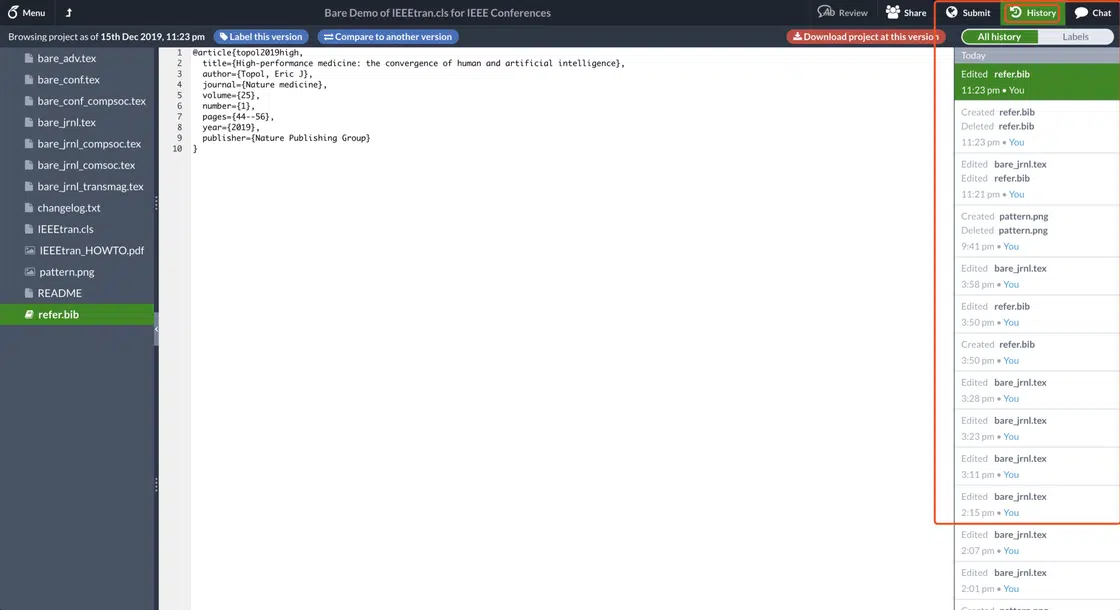 Menu
Bare Demo of IEEEtran.cls for IEEE Conferences
Review
Share
Submit
History
Chat
Browsing project as of 15th Dec 2019, 11:23 pm
Label this version
Compare to another version
Download project at this version
All history
Labels
bare_adv.tex
bare_conf.tex
bare_conf_compsoc.tex
bare_jrnl.tex
bare_jrnl_compsoc.tex
bare_jrnl_comsoc.tex
bare_jrnl_transmag.tex
changelog.txt
IEEEtran.cls
IEEEtran_HOWTO.pdf
pattern.png
README
refer.bib
1 @article{topol2019high,
2 title={High-performance medicine: the convergence of human and artificial intelligence},
3 author={Topol, Eric J},
4 journal={Nature medicine},
5 volume={25},
6 number={1},
7 pages={44--56},
8 year={2019},
9 publisher={Nature Publishing Group}
10 }
Today
Edited refer.bib
11:23 pm • You
Created refer.bib
Deleted refer.bib
11:23 pm • You
Edited bare_jrnl.tex
Edited refer.bib
11:21 pm • You
Created pattern.png
Deleted pattern.png
9:41 pm • You
Edited bare_jrnl.tex
3:58 pm • You
Edited refer.bib
3:50 pm • You
Created refer.bib
3:50 pm • You
Edited bare_jrnl.tex
3:28 pm • You
Edited bare_jrnl.tex
3:23 pm • You
Edited bare_jrnl.tex
3:11 pm • You
Edited bare_jrnl.tex
2:15 pm • You
Edited bare_jrnl.tex
2:07 pm • You
Edited bare_jrnl.tex
2:01 pm • You
Created pattern.png